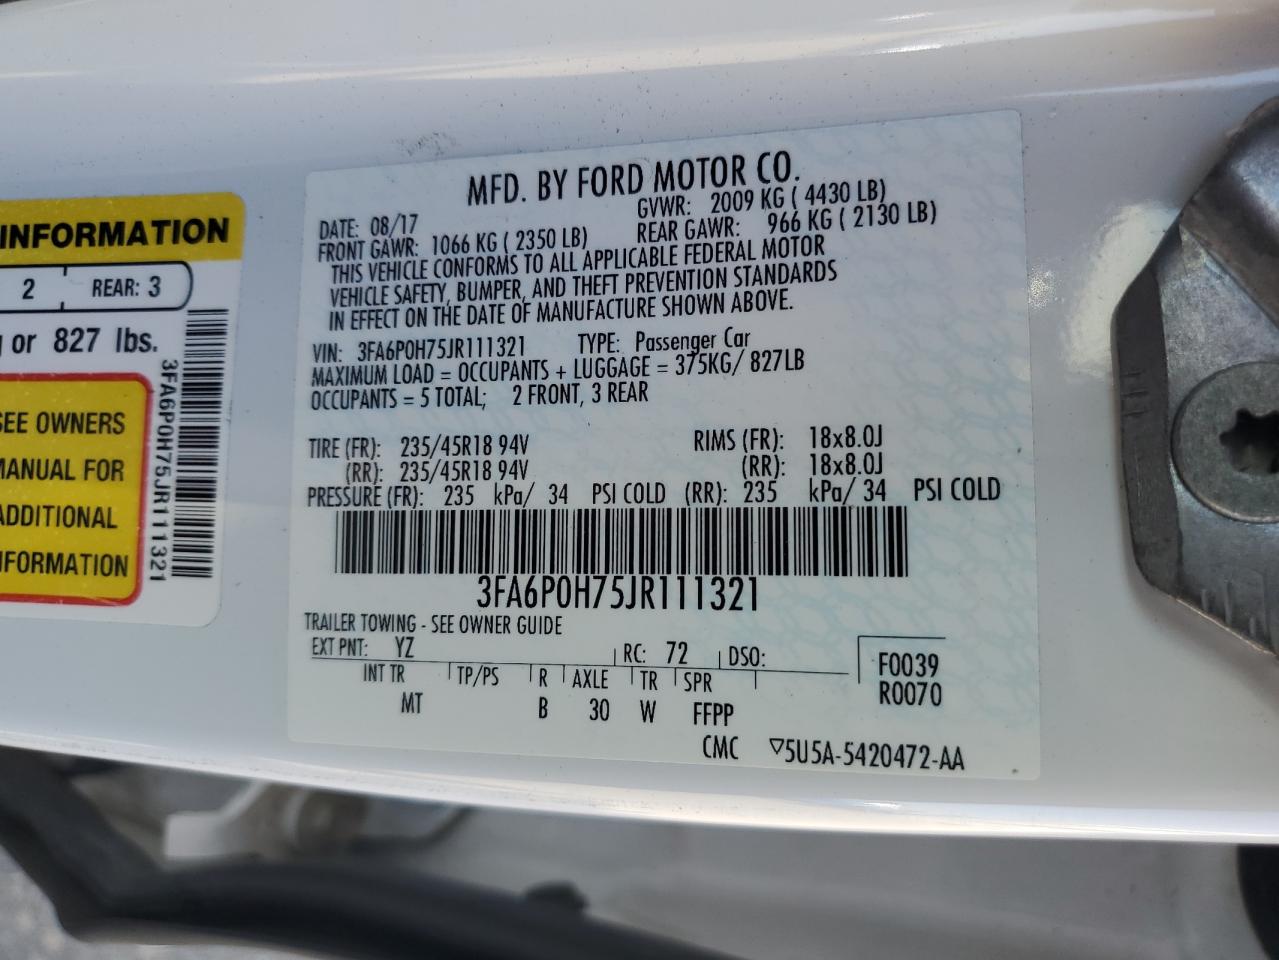 INFORMATION
2 REAR: 3
or 827 lbs.
SEE OWNERS
MANUAL FOR
ADDITIONAL
INFORMATION
3FA6P0H75JR111321
MFD. BY FORD MOTOR CO.
DATE: 08/17 GVWR: 2009 KG ( 4430 LB)
FRONT GAWR: 1066 KG ( 2350 LB) REAR GAWR: 966 KG ( 2130 LB)
THIS VEHICLE CONFORMS TO ALL APPLICABLE FEDERAL MOTOR
VEHICLE SAFETY, BUMPER, AND THEFT PREVENTION STANDARDS
IN EFFECT ON THE DATE OF MANUFACTURE SHOWN ABOVE.
VIN: 3FA6P0H75JR111321 TYPE: Passenger Car
MAXIMUM LOAD = OCCUPANTS + LUGGAGE = 375KG/ 827LB
OCCUPANTS = 5 TOTAL; 2 FRONT, 3 REAR
TIRE (FR): 235/45R18 94V RIMS (FR): 18x8.0J
(RR): 235/45R18 94V (RR): 18x8.0J
PRESSURE (FR): 235 kPa/ 34 PSI COLD (RR): 235 kPa/ 34 PSI COLD
3FA6P0H75JR111321
TRAILER TOWING - SEE OWNER GUIDE
EXT PNT: YZ RC: 72 DSO: F0039
INT TR TP/PS R AXLE TR SPR R0070
MT B 30 W FFPP
CMC ▽5U5A-5420472-AA